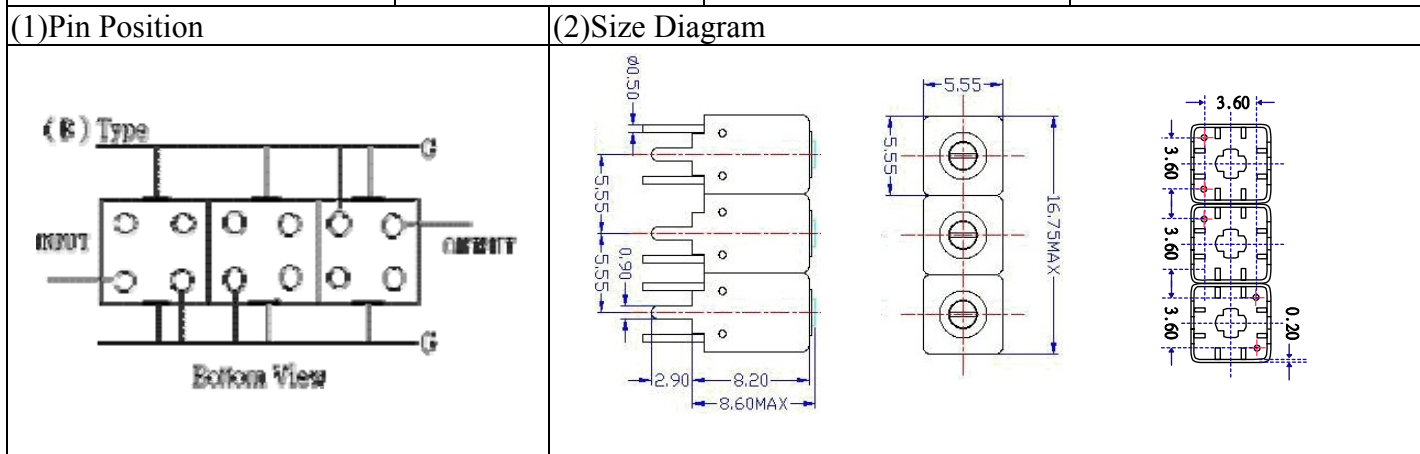 (1)Pin Position
(2)Size Diagram
(B) Type
G
INPUT
OUTPUT
G
Bottom View
Ø0.50
5.55
5.55
0.90
2.90
8.20
8.60MAX
5.55
5.55
16.75MAX
3.60
3.60
3.60
3.60
0.20